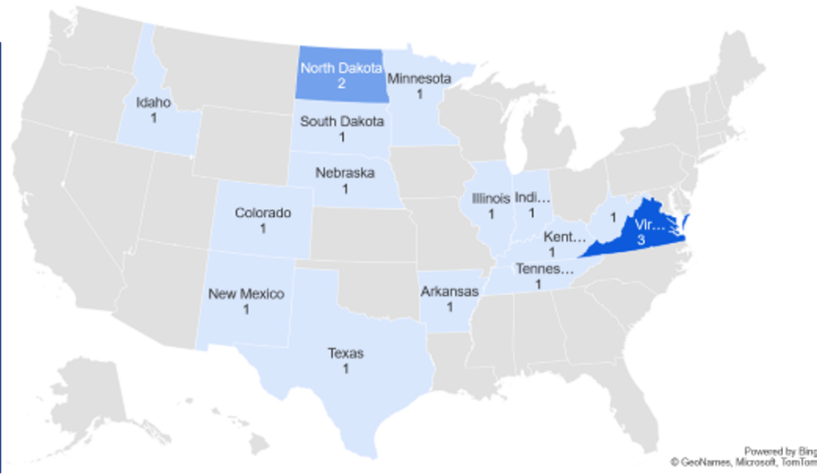 North Dakota
2
Minnesota
1
Idaho
1
South Dakota
1
Nebraska
1
Illinois
1
Indi...
1
1
Vir...
3
Colorado
1
Kent...
1
Tennes...
1
New Mexico
1
Arkansas
1
Texas
1
Powered by Bing
© GeoNames, Microsoft, TomTom